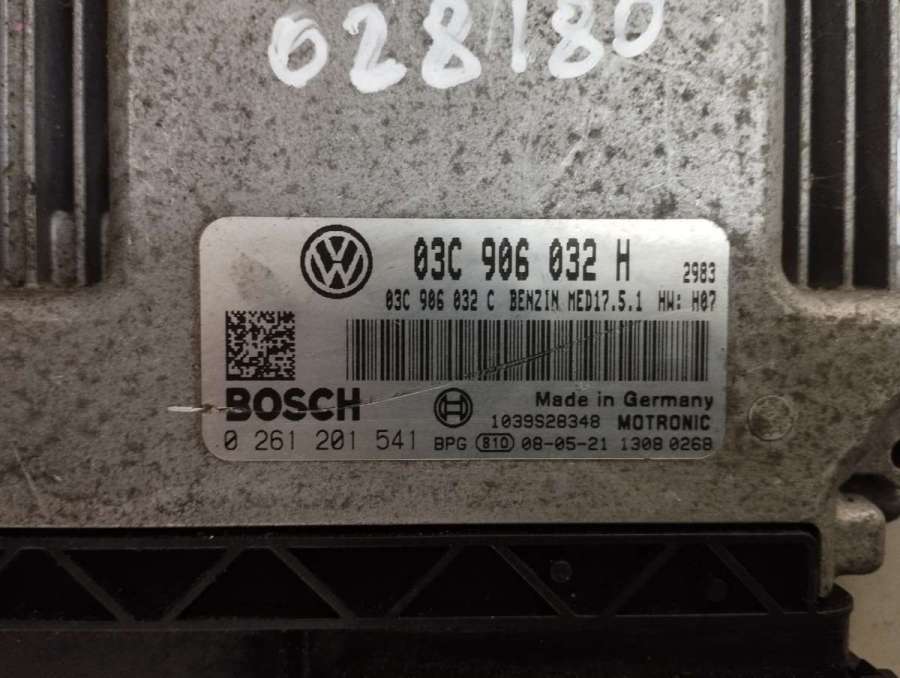 028180
03C 906 032 H 2983
03C 906 032 C BENZIN MED17.5.1 HW: H07
BOSCH
Made in Germany
1039S28348 MOTRONIC
0 261 201 541 BPG 810 08-05-21 1308 0268